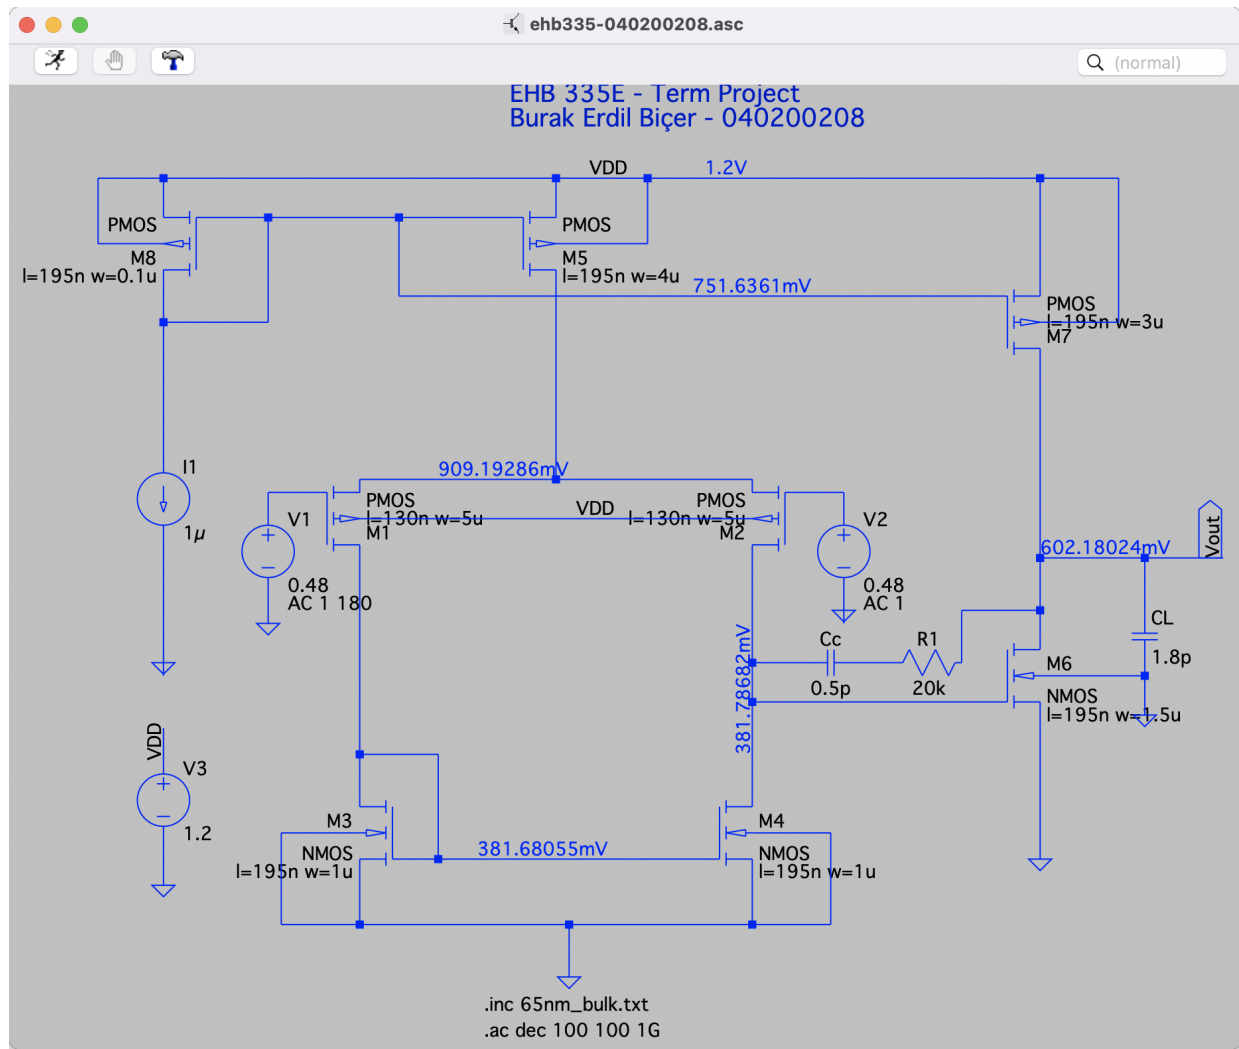 ehb335-040200208.asc
(normal)
EHB 335E - Term Project
Burak Erdil Biçer - 040200208
VDD
1.2V
PMOS
M8
l=195n w=0.1u
PMOS
M5
l=195n w=4u
751.6361mV
PMOS
l=195n w=3u
M7
I1
1µ
909.19286mV
V1
0.48
AC 1 180
PMOS
l=130n w=5u
M1
VDD
PMOS
l=130n w=5u
M2
V2
0.48
AC 1
602.18024mV
Vout
CL
1.8p
Cc
0.5p
R1
20k
381.78682mV
M6
NMOS
l=195n w=1.5u
VDD
V3
1.2
M3
NMOS
l=195n w=1u
381.68055mV
M4
NMOS
l=195n w=1u
.inc 65nm_bulk.txt
.ac dec 100 100 1G